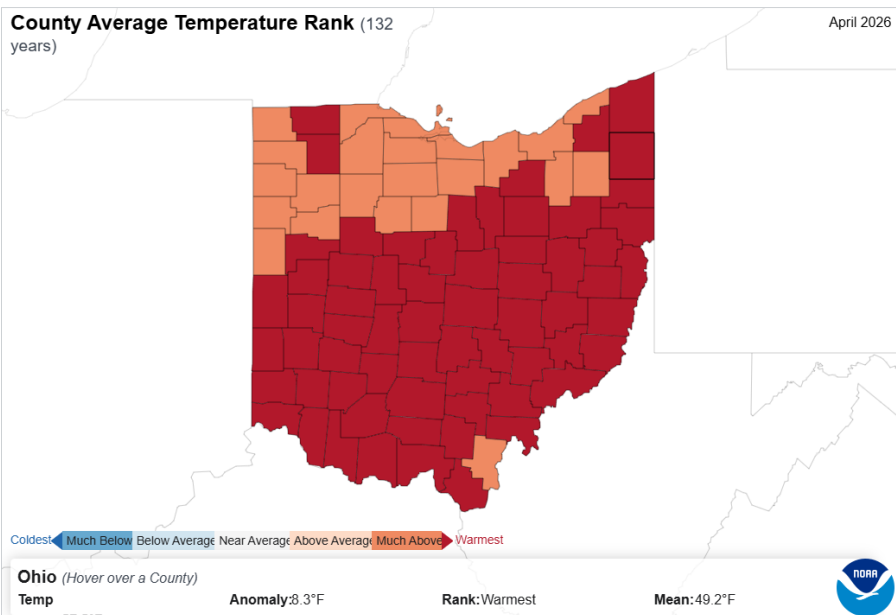 County Average Temperature Rank (132 years)
April 2026
Coldest Much Below Below Average Near Average Above Average Much Above Warmest
Ohio (Hover over a County)
Temp Anomaly:8.3°F Rank:Warmest Mean:49.2°F
NOAA